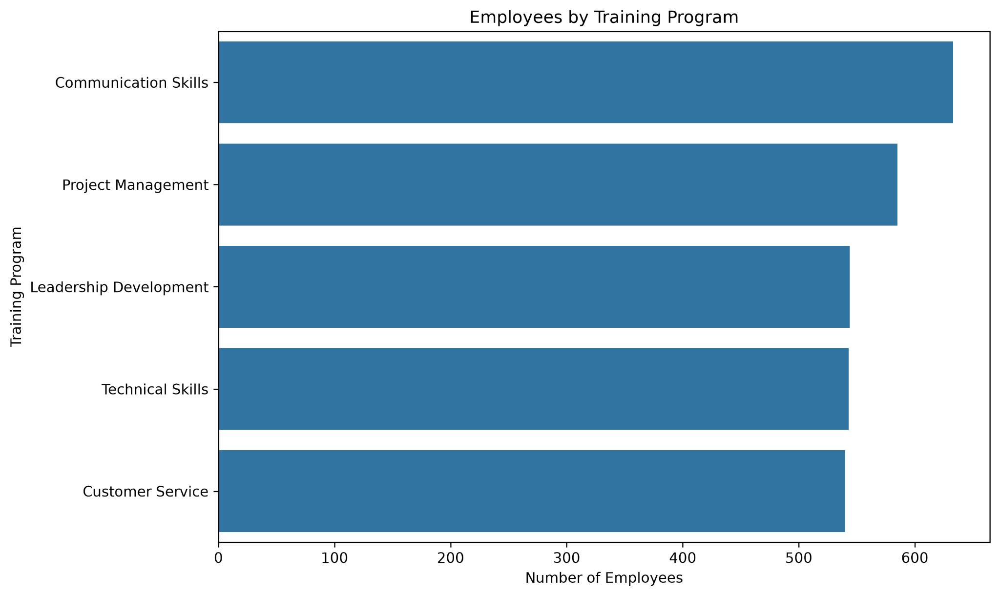 Employees by Training Program
Communication Skills
Project Management
Leadership Development
Technical Skills
Customer Service
Training Program
0 100 200 300 400 500 600
Number of Employees